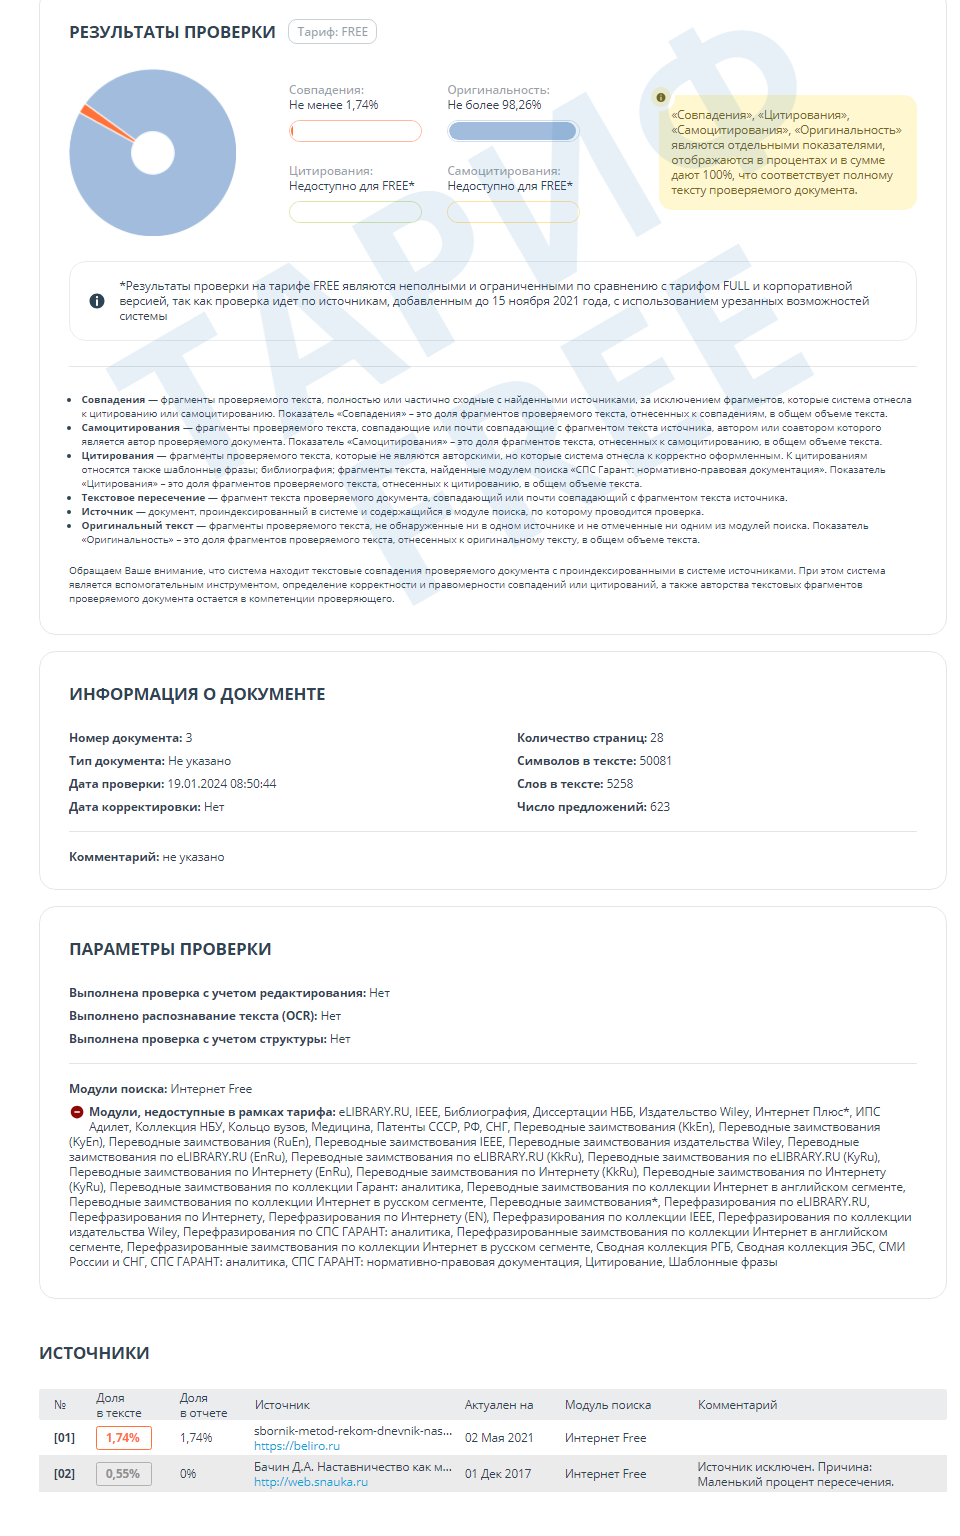 РЕЗУЛЬТАТЫ ПРОВЕРКИ
Тариф: FREE
Совпадения:
Не менее 1,74%
Оригинальность:
Не более 98,26%
Цитирования:
Недоступно для FREE*
Самоцитирования:
Недоступно для FREE*
«Совпадения», «Цитирования»,
«Самоцитирования», «Оригинальность»
являются отдельными показателями,
отображаются в процентах и в сумме
дают 100%, что соответствует полному
тексту проверяемого документа.
ТАРИФ
FREE
*Результаты проверки на тарифе FREE являются неполными и ограниченными по сравнению с тарифом FULL и корпоративной
версией, так как проверка идет по источникам, добавленным до 15 ноября 2021 года, с использованием урезанных возможностей
системы
Совпадения — фрагменты проверяемого текста, полностью или частично сходные с найденными источниками, за исключением фрагментов, которые система отнесла
к цитированию или самоцитированию. Показатель «Совпадения» – это доля фрагментов проверяемого текста, отнесенных к совпадениям, в общем объеме текста.
Самоцитирования — фрагменты проверяемого текста, совпадающие или почти совпадающие с фрагментом текста источника, автором или соавтором которого
является автор проверяемого документа. Показатель «Самоцитирования» – это доля фрагментов текста, отнесенных к самоцитированию, в общем объеме текста.
Цитирования — фрагменты проверяемого текста, которые не являются авторскими, но которые система отнесла к корректно оформленным. К цитированиям
относятся также шаблонные фразы; библиография; фрагменты текста, найденные модулем поиска «СПС Гарант: нормативно-правовая документация». Показатель
«Цитирования» – это доля фрагментов проверяемого текста, отнесенных к цитированию, в общем объеме текста.
Текстовое пересечение — фрагмент текста проверяемого документа, совпадающий или почти совпадающий с фрагментом текста источника.
Источник — документ, проиндексированный в системе и содержащийся в модуле поиска, по которому проводится проверка.
Оригинальный текст — фрагменты проверяемого текста, не обнаруженные ни в одном источнике и не отмеченные ни одним из модулей поиска. Показатель
«Оригинальность» – это доля фрагментов проверяемого текста, отнесенных к оригинальному тексту, в общем объеме текста.
Обращаем Ваше внимание, что система находит текстовые совпадения проверяемого документа с проиндексированными в системе источниками. При этом система
является вспомогательным инструментом, определение корректности и правомерности совпадений или цитирований, а также авторства текстовых фрагментов
проверяемого документа остается в компетенции проверяющего.
ИНФОРМАЦИЯ О ДОКУМЕНТЕ
Номер документа: 3
Тип документа: Не указано
Дата проверки: 19.01.2024 08:50:44
Дата корректировки: Нет
Количество страниц: 28
Символов в тексте: 50081
Слов в тексте: 5258
Число предложений: 623
Комментарий: не указано
ПАРАМЕТРЫ ПРОВЕРКИ
Выполнена проверка с учетом редактирования: Нет
Выполнено распознавание текста (OCR): Нет
Выполнена проверка с учетом структуры: Нет
Модули поиска: Интернет Free
Модули, недоступные в рамках тарифа: eLIBRARY.RU, IEEE, Библиография, Диссертации НББ, Издательство Wiley, Интернет Плюс*, ИПС
Адилет, Коллекция НБУ, Кольцо вузов, Медицина, Патенты СССР, РФ, СНГ, Переводные заимствования (KkEn), Переводные заимствования
(KyEn), Переводные заимствования (RuEn), Переводные заимствования IEEE, Переводные заимствования издательства Wiley, Переводные
заимствования по eLIBRARY.RU (EnRu), Переводные заимствования по eLIBRARY.RU (KkRu), Переводные заимствования по eLIBRARY.RU (KyRu),
Переводные заимствования по Интернету (EnRu), Переводные заимствования по Интернету (KkRu), Переводные заимствования по Интернету
(KyRu), Переводные заимствования по коллекции Гарант: аналитика, Переводные заимствования по коллекции Интернет в английском сегменте,
Переводные заимствования по коллекции Интернет в русском сегменте, Переводные заимствования*, Перефразирования по eLIBRARY.RU,
Перефразирования по Интернету, Перефразирования по Интернету (EN), Перефразирования по коллекции IEEE, Перефразирования по коллекции
издательства Wiley, Перефразирования по СПС ГАРАНТ: аналитика, Перефразированные заимствования по коллекции Интернет в английском
сегменте, Перефразированные заимствования по коллекции Интернет в русском сегменте, Сводная коллекция РГБ, Сводная коллекция ЭБС, СМИ
России и СНГ, СПС ГАРАНТ: аналитика, СПС ГАРАНТ: нормативно-правовая документация, Цитирование, Шаблонные фразы
ИСТОЧНИКИ
№ Доля в тексте Доля в отчете Источник Актуален на Модуль поиска Комментарий
[01] 1,74% 1,74% sbornik-metod-rekom-dnevnik-nas... 02 Мая 2021 Интернет Free
https://beliro.ru
[02] 0,55% 0% Бачин Д.А. Наставничество как м... 01 Дек 2017 Интернет Free Источник исключен. Причина:
http://web.snauka.ru Маленький процент пересечения.